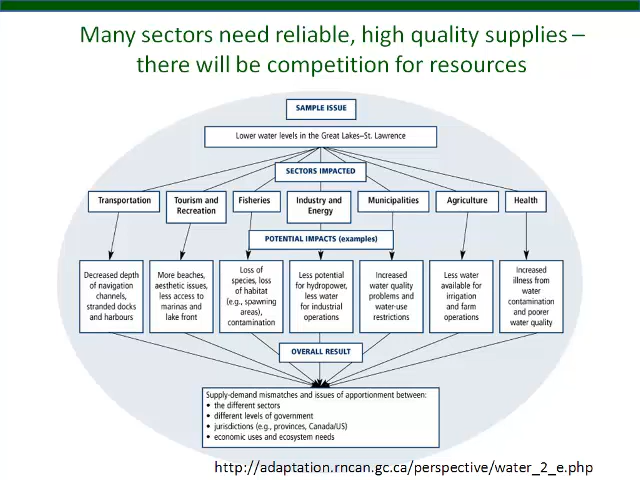 Many sectors need reliable, high quality supplies –
there will be competition for resources
SAMPLE ISSUE
Lower water levels in the Great Lakes–St. Lawrence
SECTORS IMPACTED
Transportation
Tourism and
Recreation
Fisheries
Industry and
Energy
Municipalities
Agriculture
Health
POTENTIAL IMPACTS (examples)
Decreased depth
of navigation
channels,
stranded docks
and harbours
More beaches,
aesthetic issues,
less access to
marinas and
lake front
Loss of
species, loss
of habitat
(e.g., spawning
areas),
contamination
Less potential
for hydropower,
less water
for industrial
operations
Increased
water quality
problems and
water-use
restrictions
Less water
available for
irrigation
and farm
operations
Increased
illness from
water
contamination
and poorer
water quality
OVERALL RESULT
Supply-demand mismatches and issues of apportionment between:
• the different sectors
• different levels of government
• jurisdictions (e.g., provinces, Canada/US)
• economic uses and ecosystem needs
http://adaptation.rncan.gc.ca/perspective/water_2_e.php